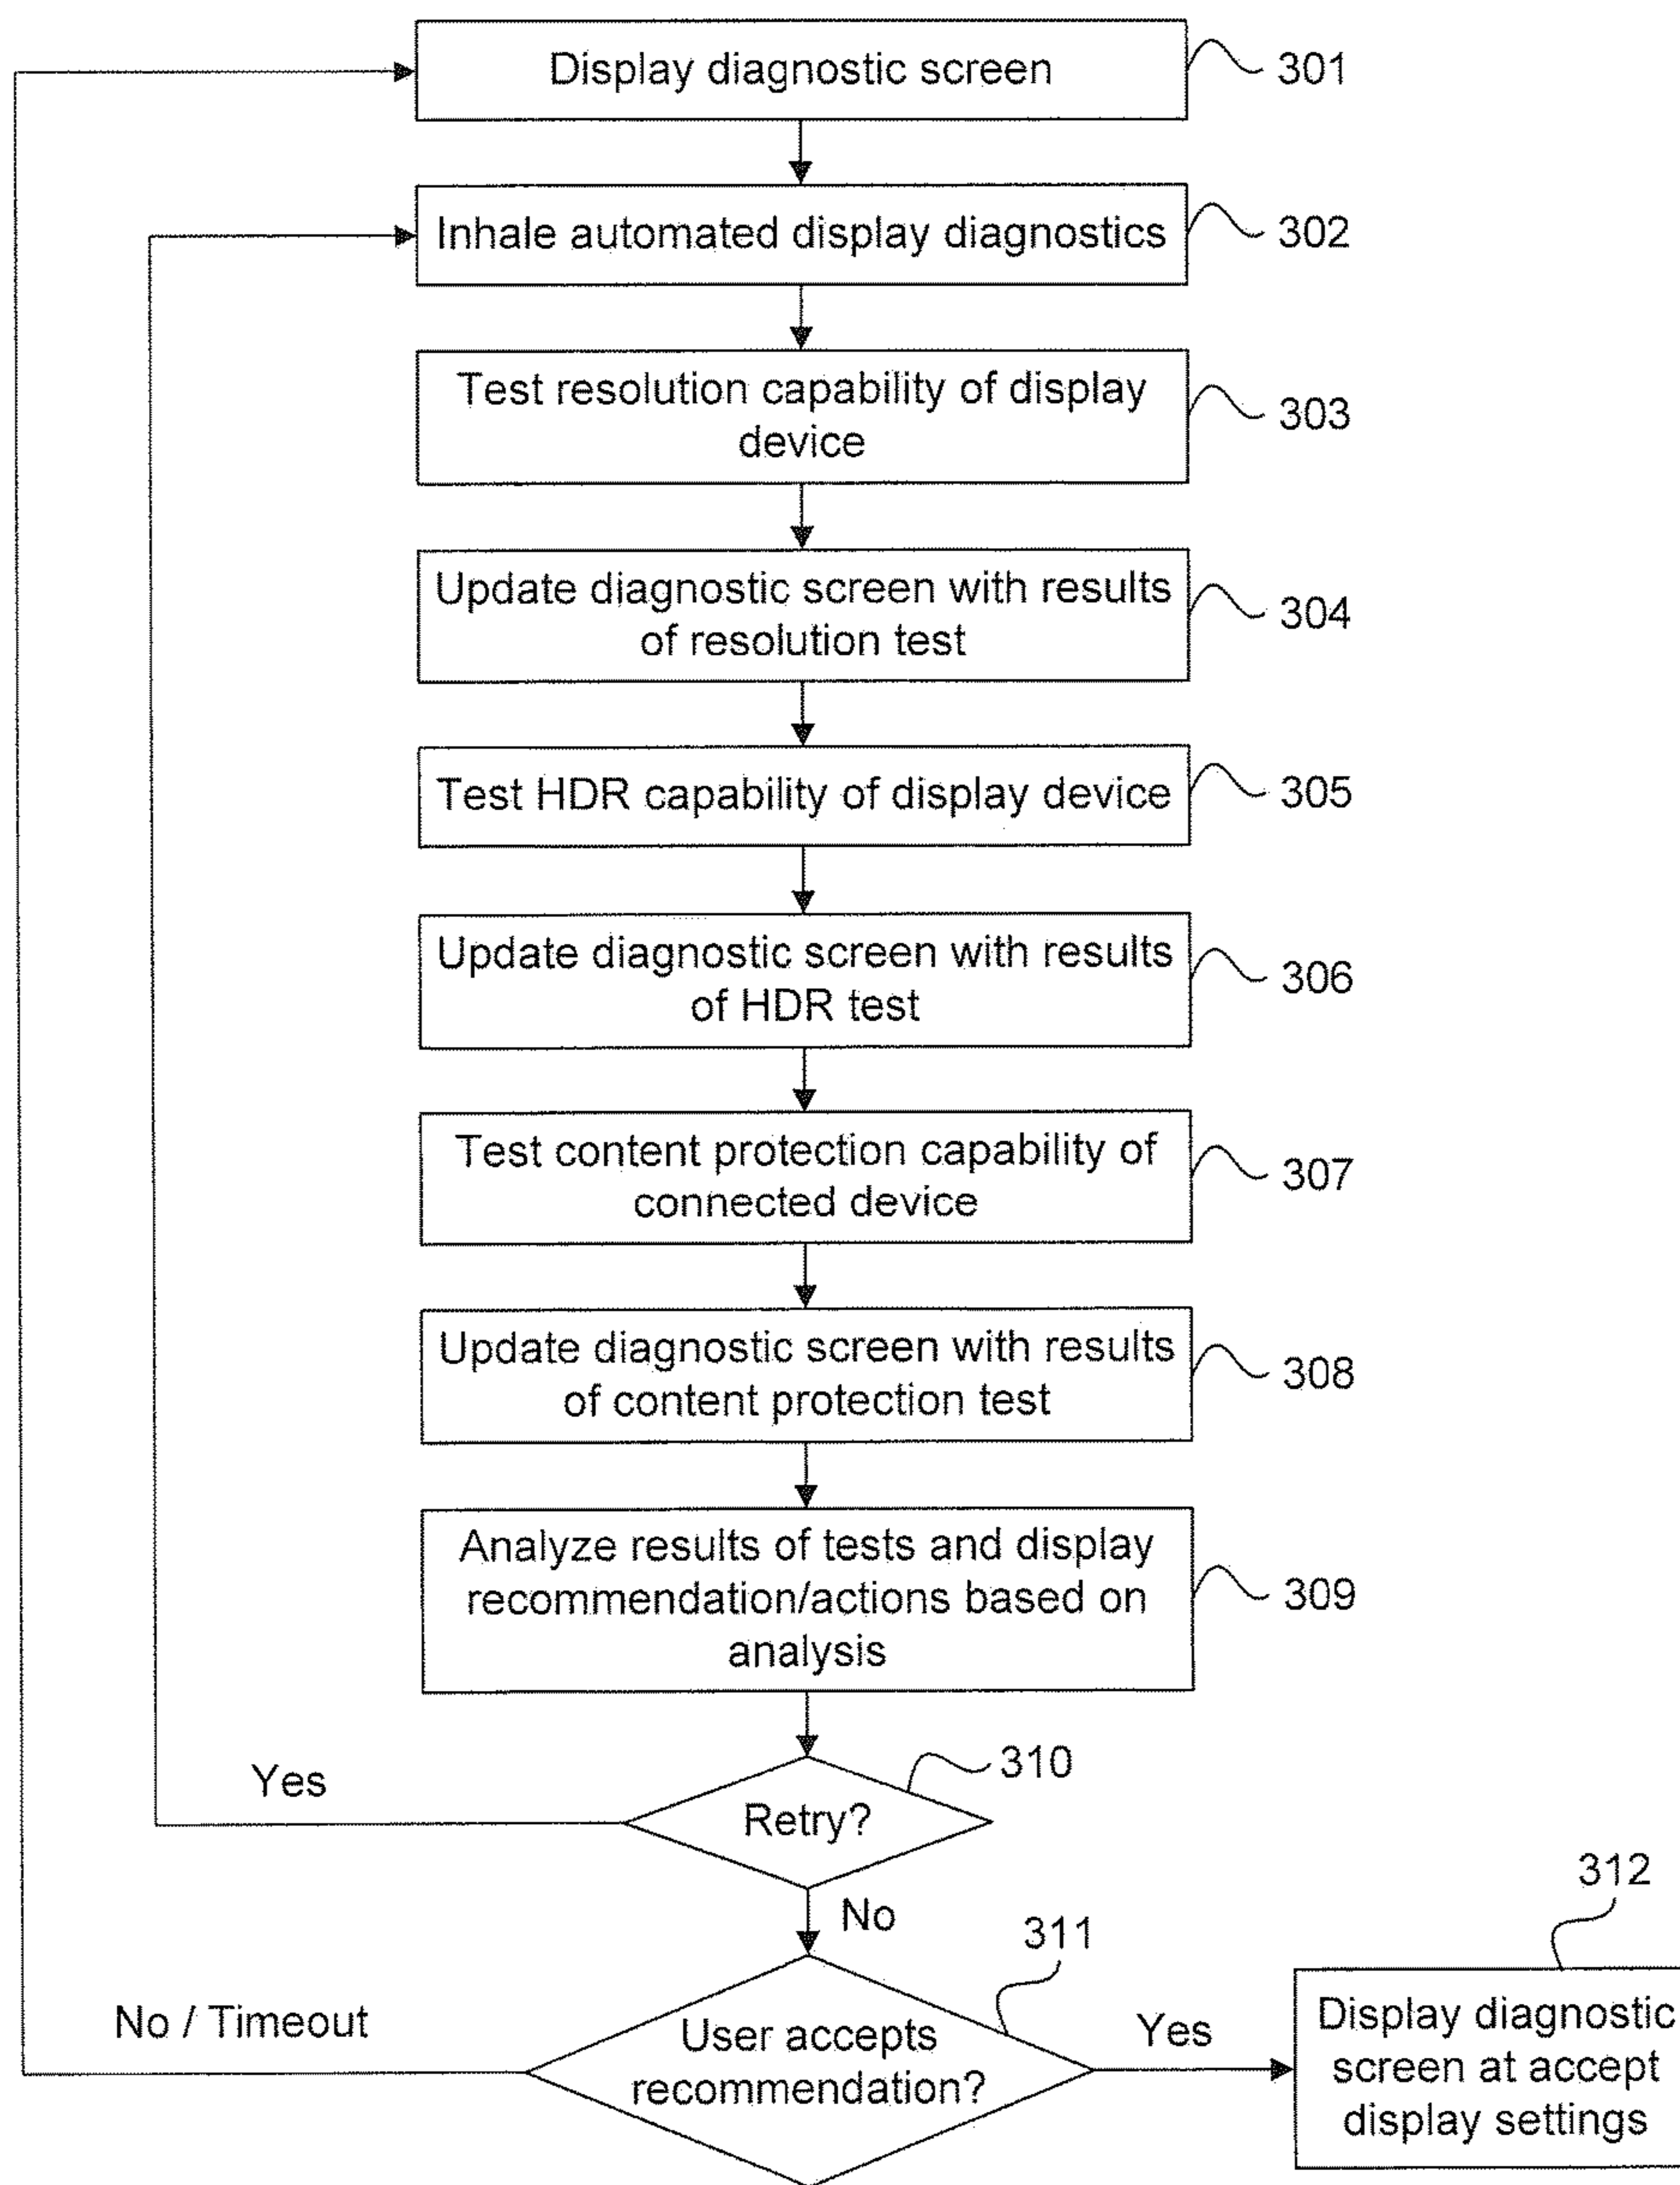 Display diagnostic screen
301
Inhale automated display diagnostics
302
Test resolution capability of display
device
303
Update diagnostic screen with results
of resolution test
304
Test HDR capability of display device
305
Update diagnostic screen with results
of HDR test
306
Test content protection capability of
connected device
307
Update diagnostic screen with results
of content protection test
308
Analyze results of tests and display
recommendation/actions based on
analysis
309
Yes
310
Retry?
No
311
312
No / Timeout
User accepts
recommendation?
Yes
Display diagnostic
screen at accept
display settings